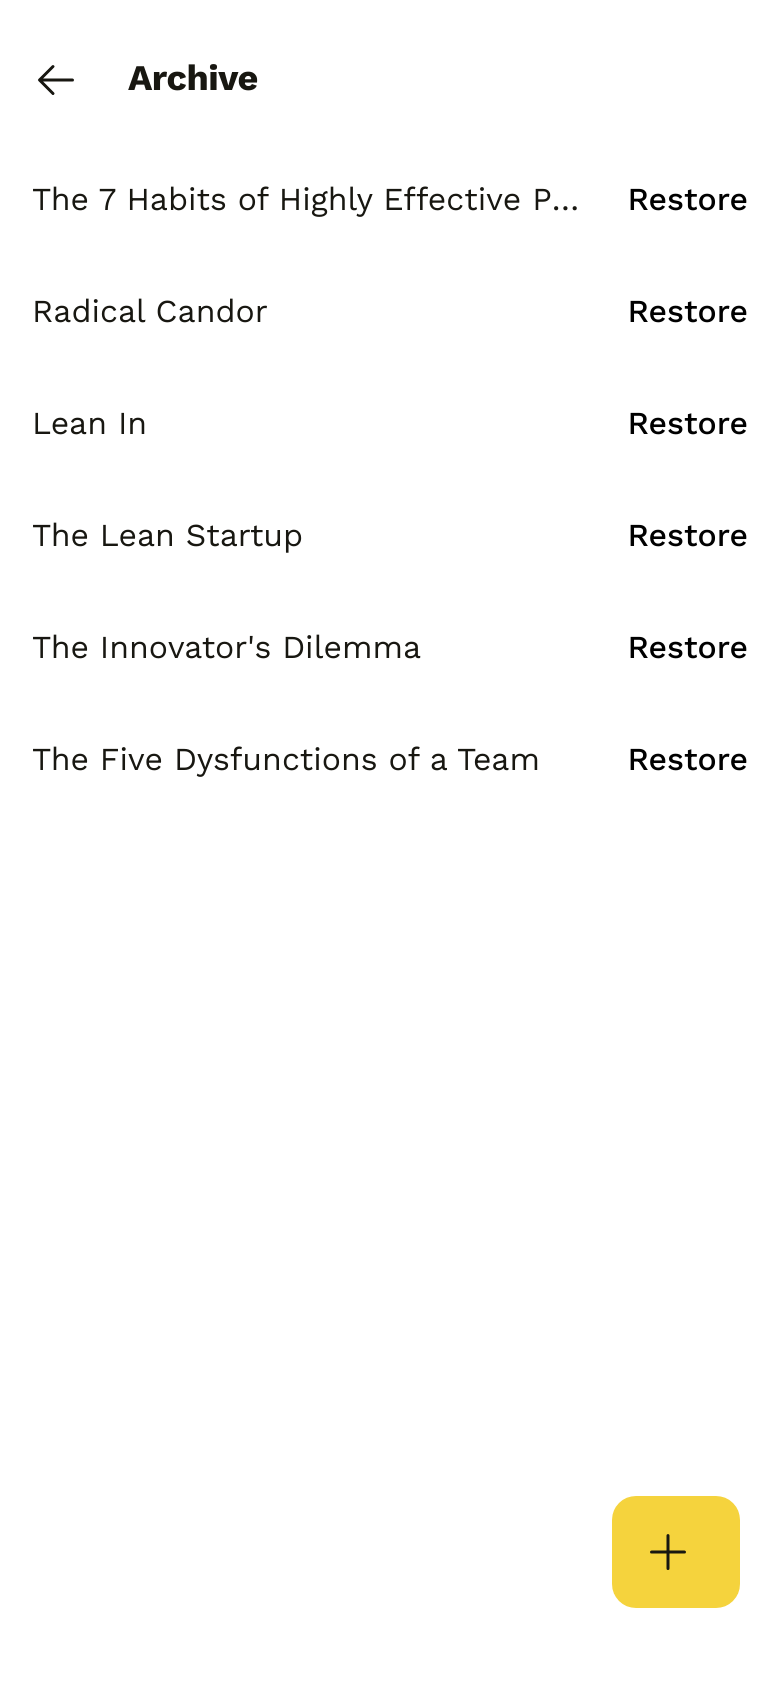 Archive
The 7 Habits of Highly Effective P... Restore
Radical Candor Restore
Lean In Restore
The Lean Startup Restore
The Innovator's Dilemma Restore
The Five Dysfunctions of a Team Restore